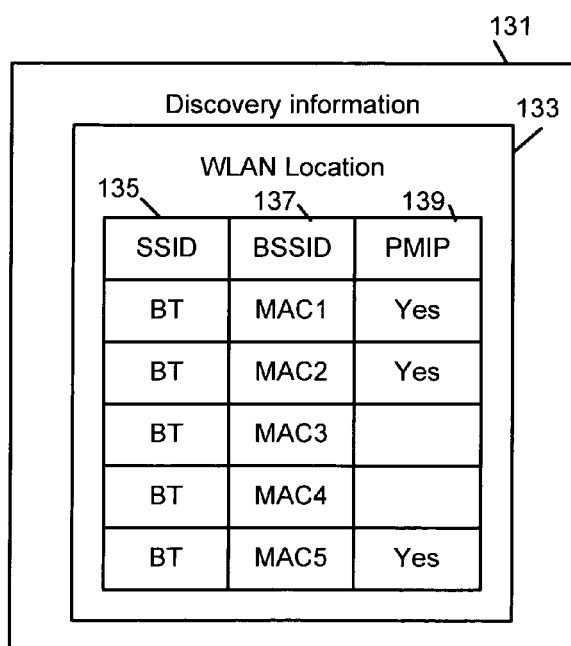 131
Discovery information
133
WLAN Location
135 137 139
SSID BSSID PMIP
BT MAC1 Yes
BT MAC2 Yes
BT MAC3
BT MAC4
BT MAC5 Yes